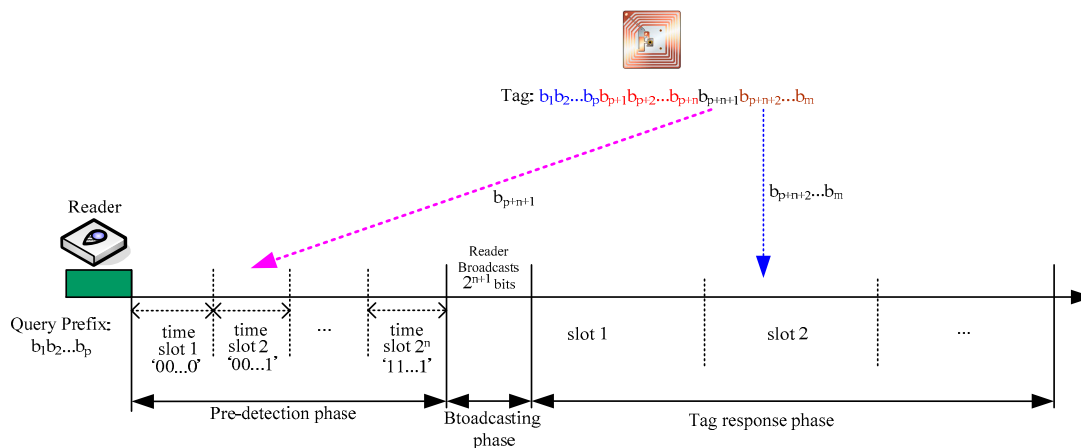 Tag: b1b2...bpbp+1bp+2...bp+nbp+n+1bp+n+2...bm
bp+n+1
bp+n+2...bm
Reader
Reader
Broadcasts
2^n+1 bits
Query Prefix:
b1b2...bp
time
slot 1
‘00...0’
time
slot 2
‘00...1’
...
time
slot 2^n
‘11...1’
slot 1
slot 2
...
Pre-detection phase
Btoadcasting
phase
Tag response phase